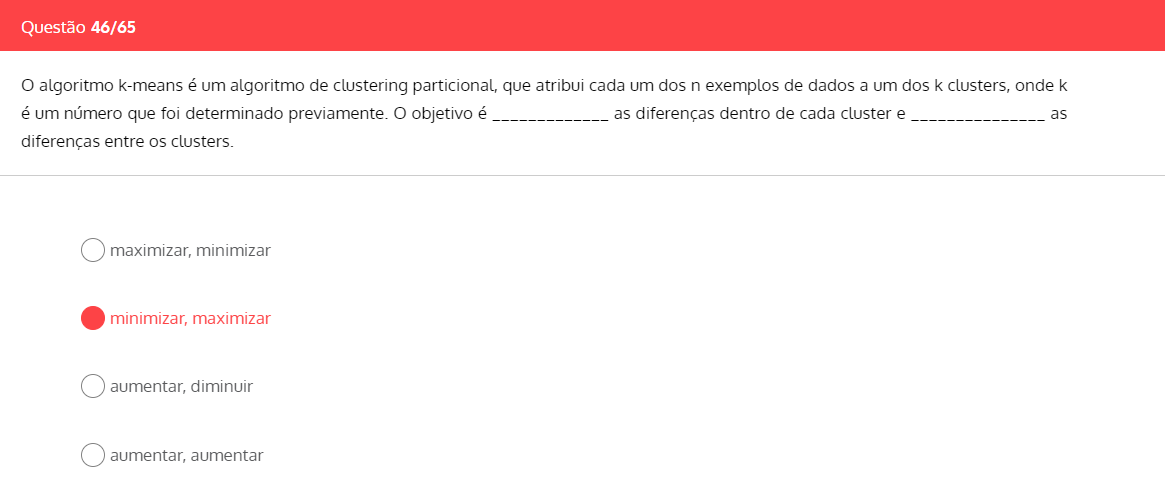 Questão 46/65
O algoritmo k-means é um algoritmo de clustering particional, que atribui cada um dos n exemplos de dados a um dos k clusters, onde k
é um número que foi determinado previamente. O objetivo é _____________ as diferenças dentro de cada cluster e _______________ as
diferenças entre os clusters.
maximizar, minimizar
minimizar, maximizar
aumentar, diminuir
aumentar, aumentar